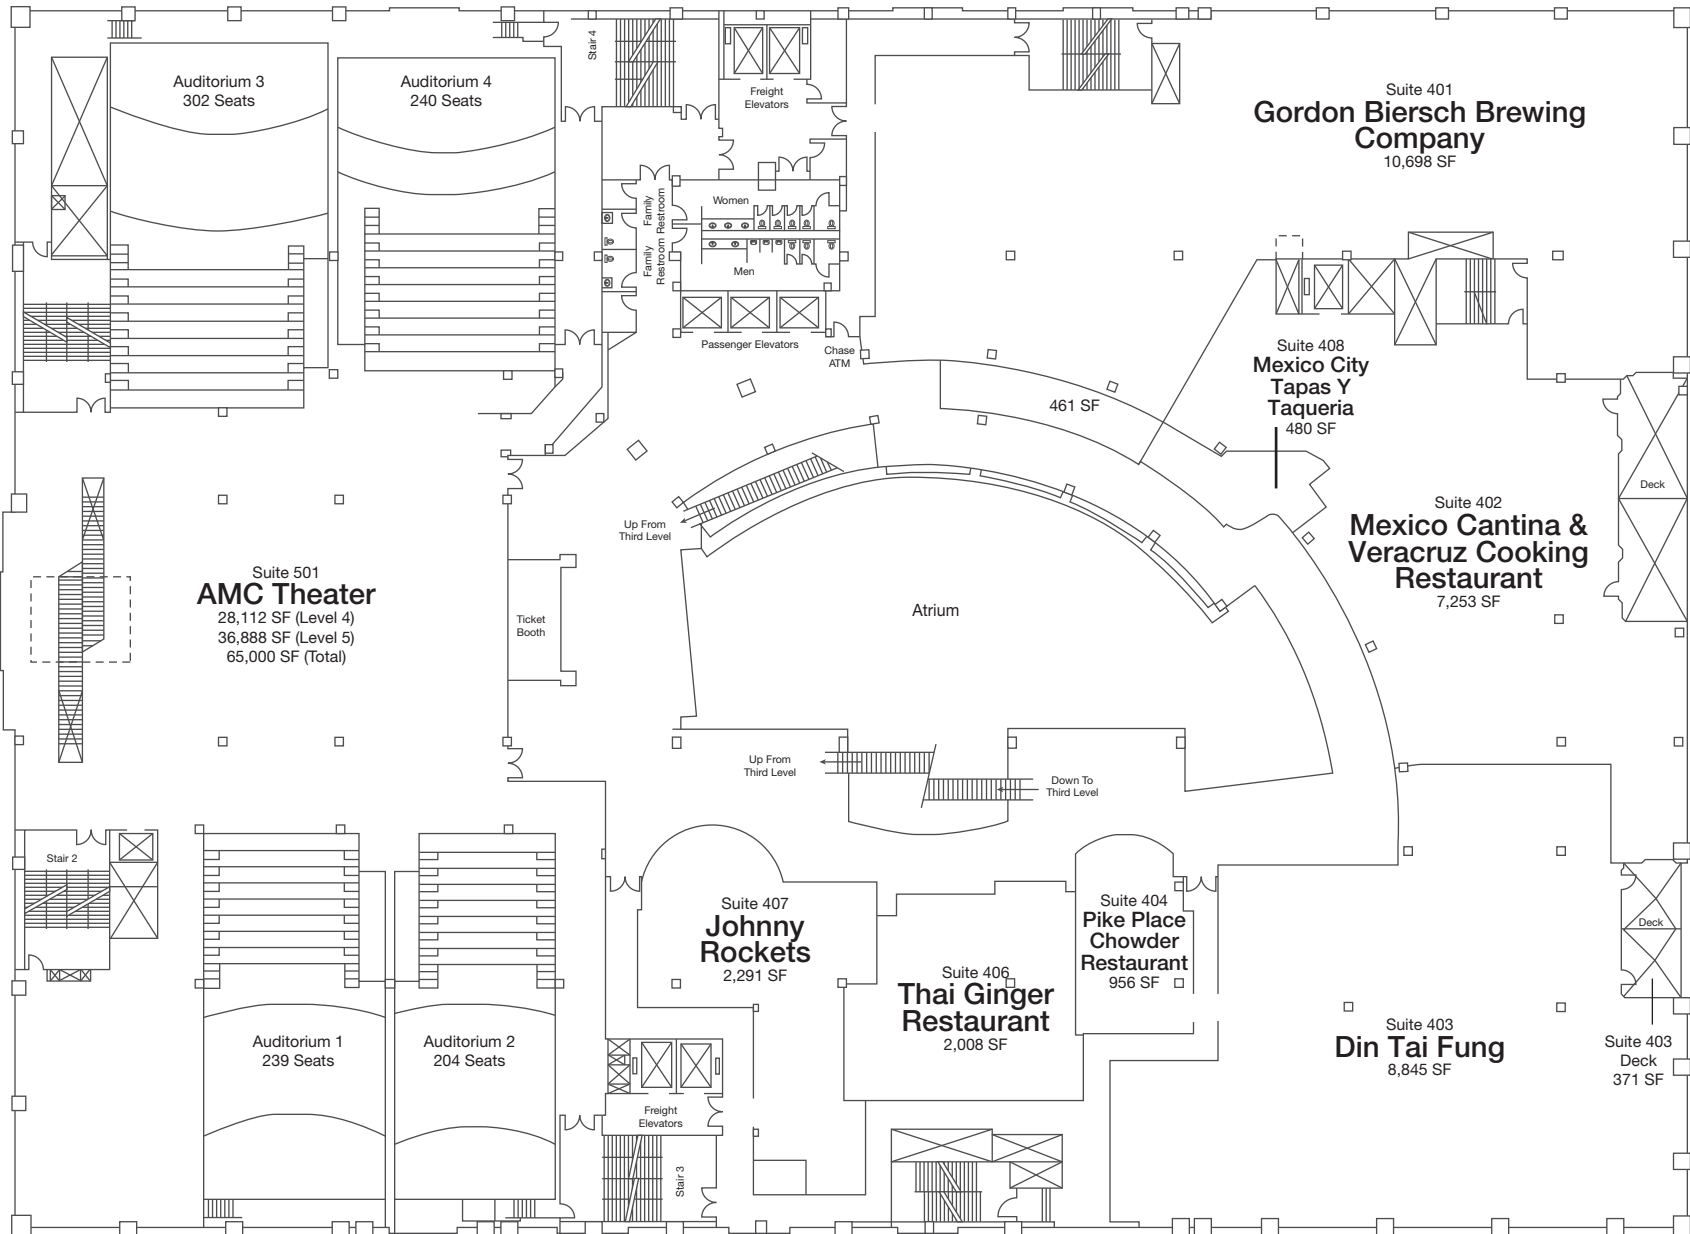 Auditorium 3
302 Seats
Auditorium 4
240 Seats
Stair 4
Freight
Elevators
Suite 401
Gordon Biersch Brewing
Company
10,698 SF
Family
Restroom
Family
Restroom
Women
Men
Passenger Elevators
Chase
ATM
461 SF
Suite 408
Mexico City
Tapas Y
Taqueria
480 SF
Deck
Up From
Third Level
Suite 402
Mexico Cantina &
Veracruz Cooking
Restaurant
7,253 SF
Suite 501
AMC Theater
28,112 SF (Level 4)
36,888 SF (Level 5)
65,000 SF (Total)
Ticket
Booth
Atrium
Up From
Third Level
Down To
Third Level
Stair 2
Suite 407
Johnny
Rockets
2,291 SF
Suite 406
Thai Ginger
Restaurant
2,008 SF
Suite 404
Pike Place
Chowder
Restaurant
956 SF
Deck
Auditorium 1
239 Seats
Auditorium 2
204 Seats
Suite 403
Din Tai Fung
8,845 SF
Suite 403
Deck
371 SF
Freight
Elevators
Stair 3